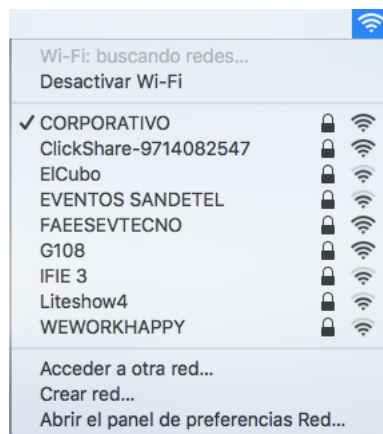 Wi-Fi: buscando redes...
Desactivar Wi-Fi
CORPORATIVO
ClickShare-9714082547
ElCubo
EVENTOS SANDETEL
FAEESEVTECNO
G108
IFIE 3
Liteshow4
WEWORKHAPPY
Acceder a otra red...
Crear red...
Abrir el panel de preferencias Red...